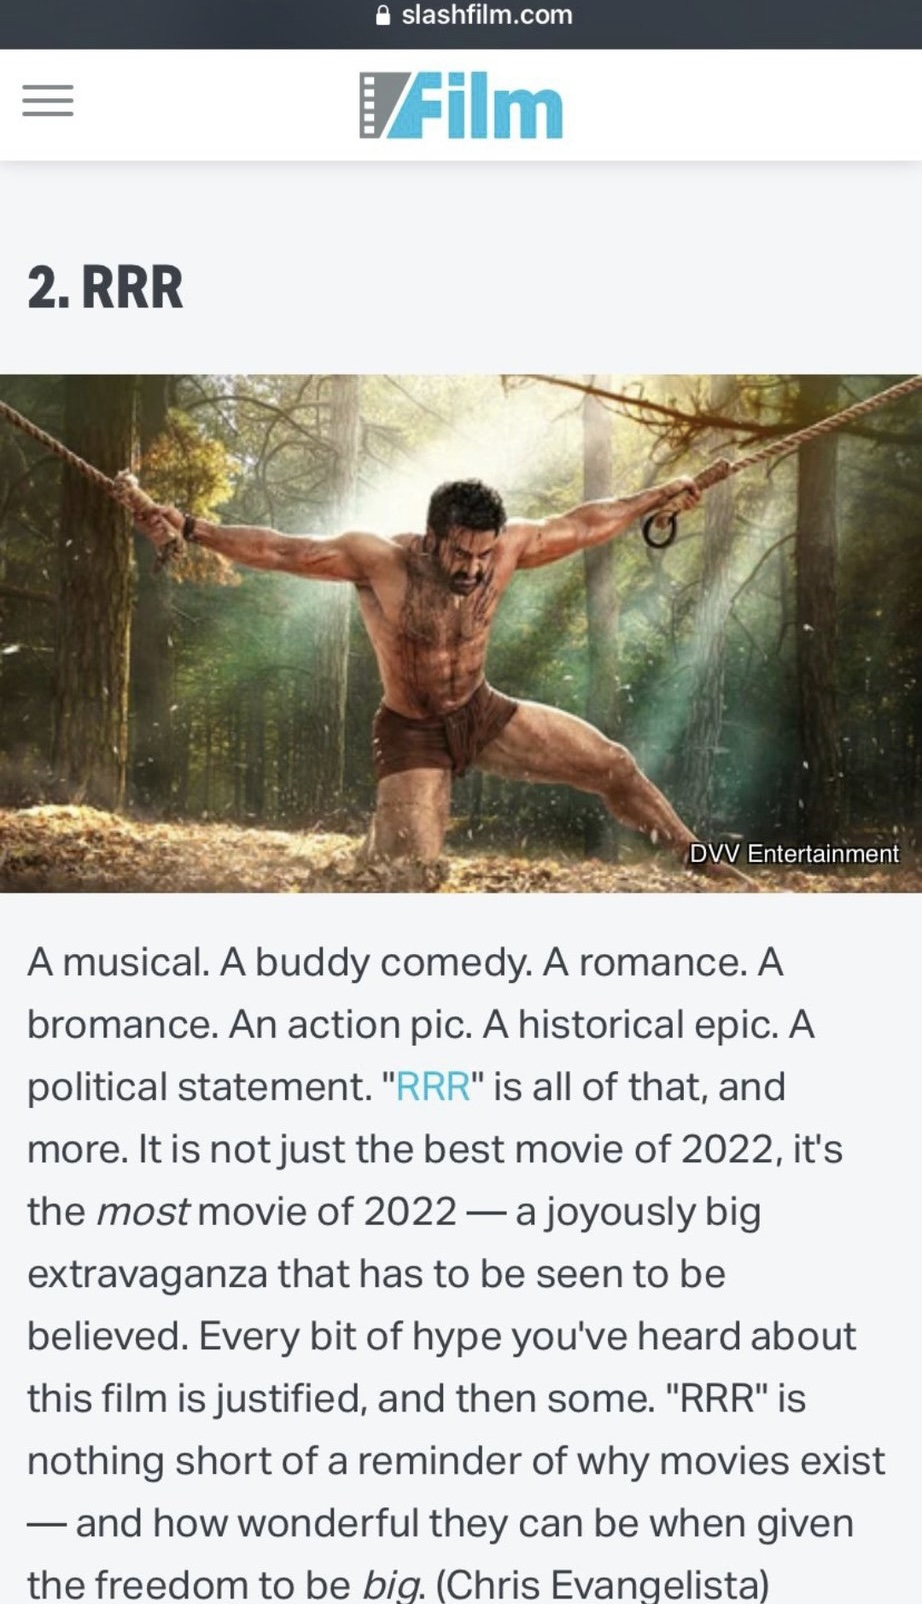 slashfilm.com
/Film
2. RRR
DVV Entertainment
A musical. A buddy comedy. A romance. A
bromance. An action pic. A historical epic. A
political statement. "RRR" is all of that, and
more. It is not just the best movie of 2022, it's
the most movie of 2022 — a joyously big
extravaganza that has to be seen to be
believed. Every bit of hype you've heard about
this film is justified, and then some. "RRR" is
nothing short of a reminder of why movies exist
— and how wonderful they can be when given
the freedom to be big. (Chris Evangelista)